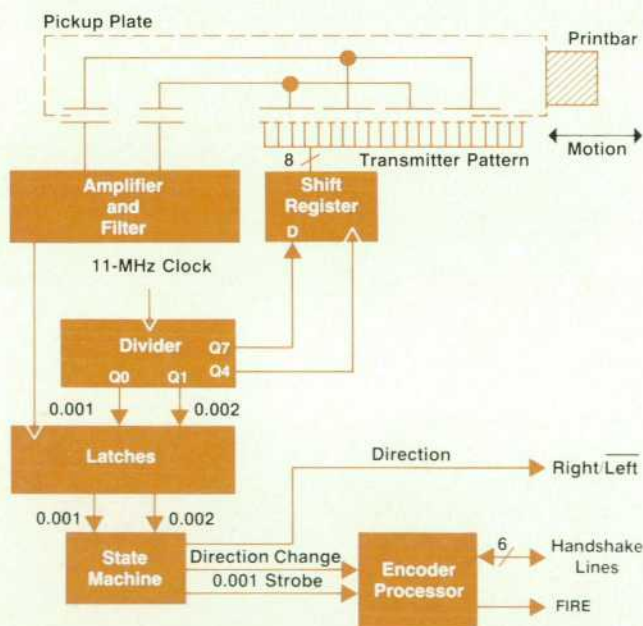 Pickup Plate
Printbar
8
Transmitter Pattern
Motion
Amplifier
and
Filter
Shift
Register
D
11-MHz Clock
Divider
Q7
Q4
Q0
Q1
0.001
0.002
Latches
0.001
0.002
Direction
Right/Left
State
Machine
Direction Change
0.001 Strobe
Encoder
Processor
6
Handshake
Lines
FIRE